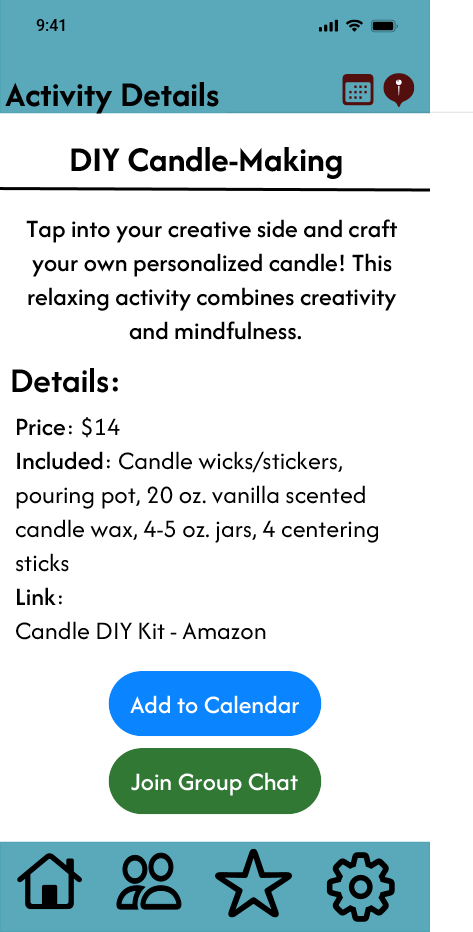 9:41
Activity Details
DIY Candle-Making
Tap into your creative side and craft
your own personalized candle! This
relaxing activity combines creativity
and mindfulness.
Details:
Price: $14
Included: Candle wicks/stickers,
pouring pot, 20 oz. vanilla scented
candle wax, 4-5 oz. jars, 4 centering
sticks
Link:
Candle DIY Kit - Amazon
Add to Calendar
Join Group Chat